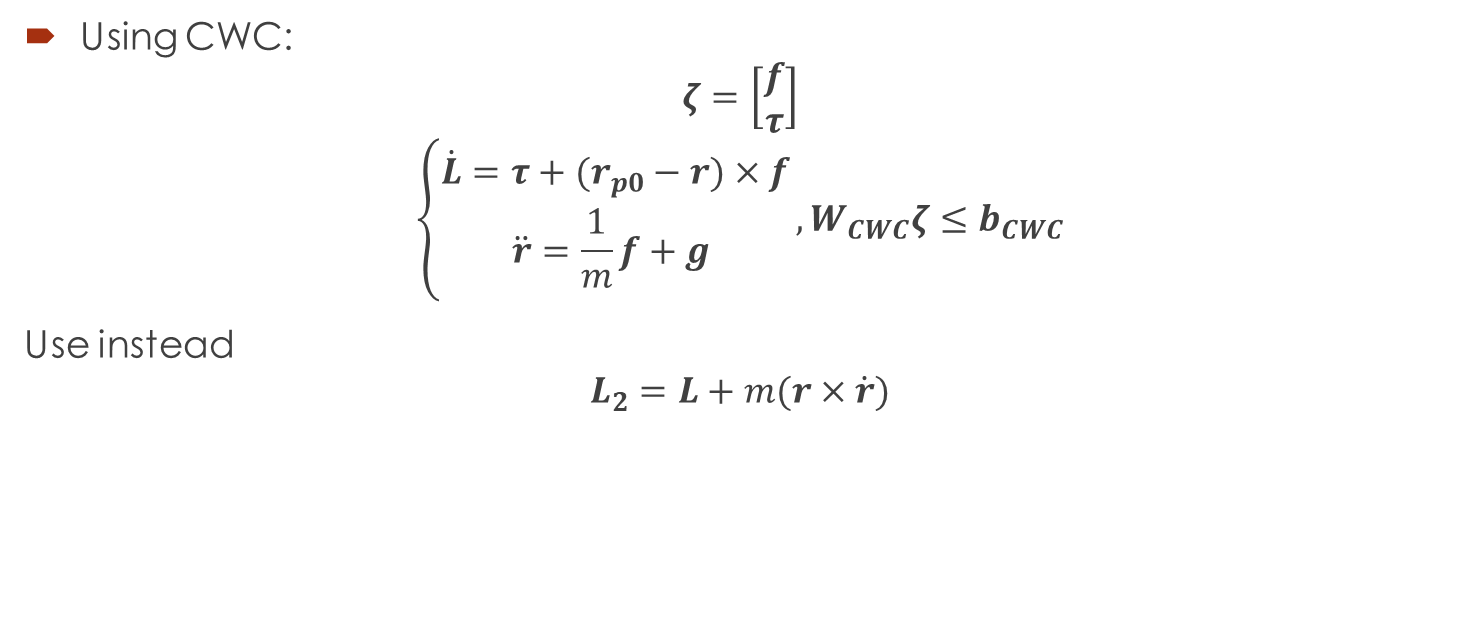 Using CWC:
ζ = [f τ]
L̇ = τ + (r_p0 − r) × f
r̈ = 1/m f + g , W_CWC ζ ≤ b_CWC
Use instead
L_2 = L + m(r × ṙ)